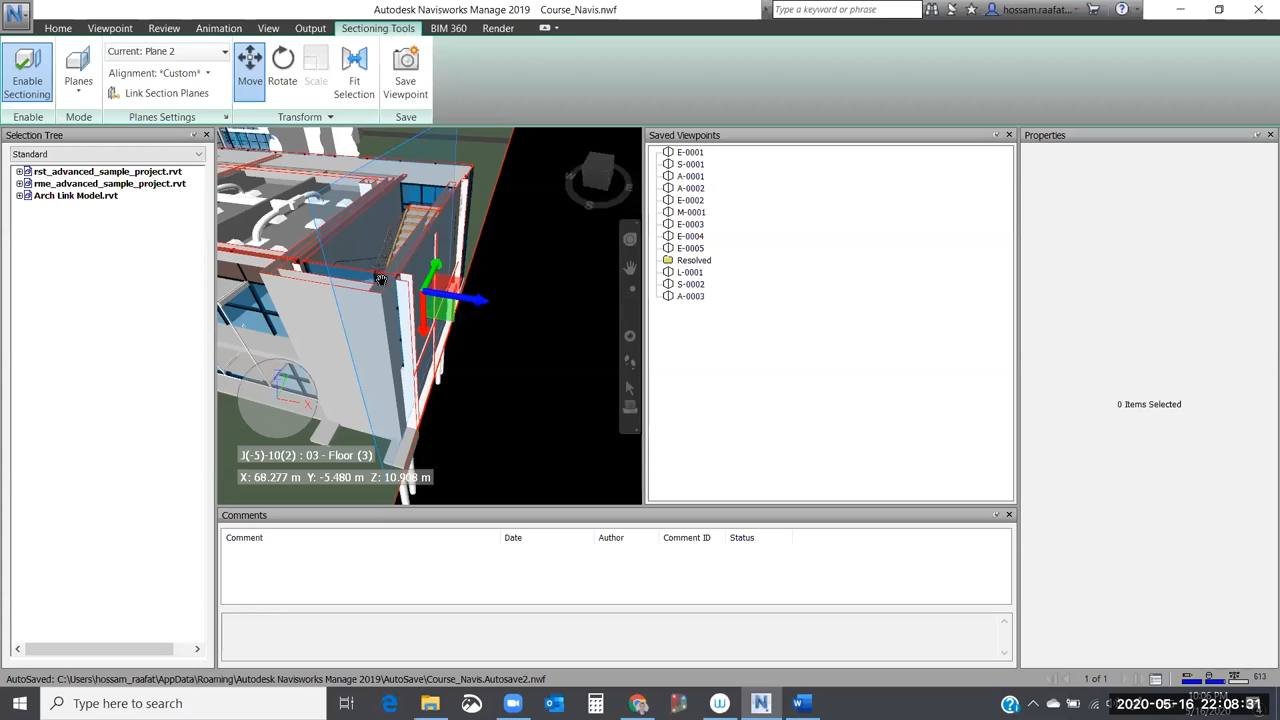 Autodesk Navisworks Manage 2019 Course_Navis.nwf
Type a keyword or phrase
hossam.raafat...
Home Viewpoint Review Animation View Output Sectioning Tools BIM 360 Render
Enable Sectioning
Planes
Current: Plane 2
Alignment: *Custom*
Link Section Planes
Move
Rotate
Scale
Fit Selection
Save Viewpoint
Enable Mode Planes Settings Transform Save
Selection Tree
Standard
rst_advanced_sample_project.rvt
rme_advanced_sample_project.rvt
Arch Link Model.rvt
S
E
X
J(-5)-10(2) : 03 - Floor (3)
X: 68.277 m Y: -5.480 m Z: 10.908 m
Saved Viewpoints
E-0001
S-0001
A-0001
A-0002
E-0002
M-0001
E-0003
E-0004
E-0005
Resolved
L-0001
S-0002
A-0003
Properties
0 Items Selected
Comments
Comment Date Author Comment ID Status
AutoSaved: C:\Users\hossam_raafat\AppData\Roaming\Autodesk Navisworks Manage 2019\AutoSave\Course_Navis.Autosave2.nwf
1 of 1
613
Type here to search
10:06 PM
2020-05-16 22:08:31